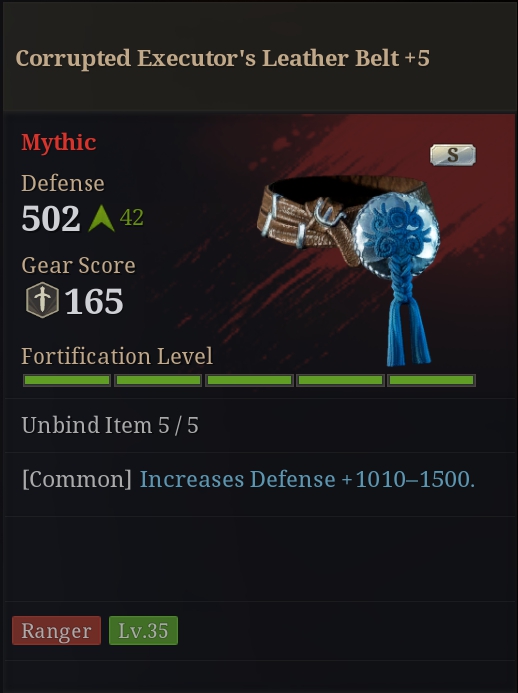 Corrupted Executor's Leather Belt +5
Mythic
S
Defense
502 42
Gear Score
165
Fortification Level
Unbind Item 5 / 5
[Common] Increases Defense +1010–1500.
Ranger Lv.35